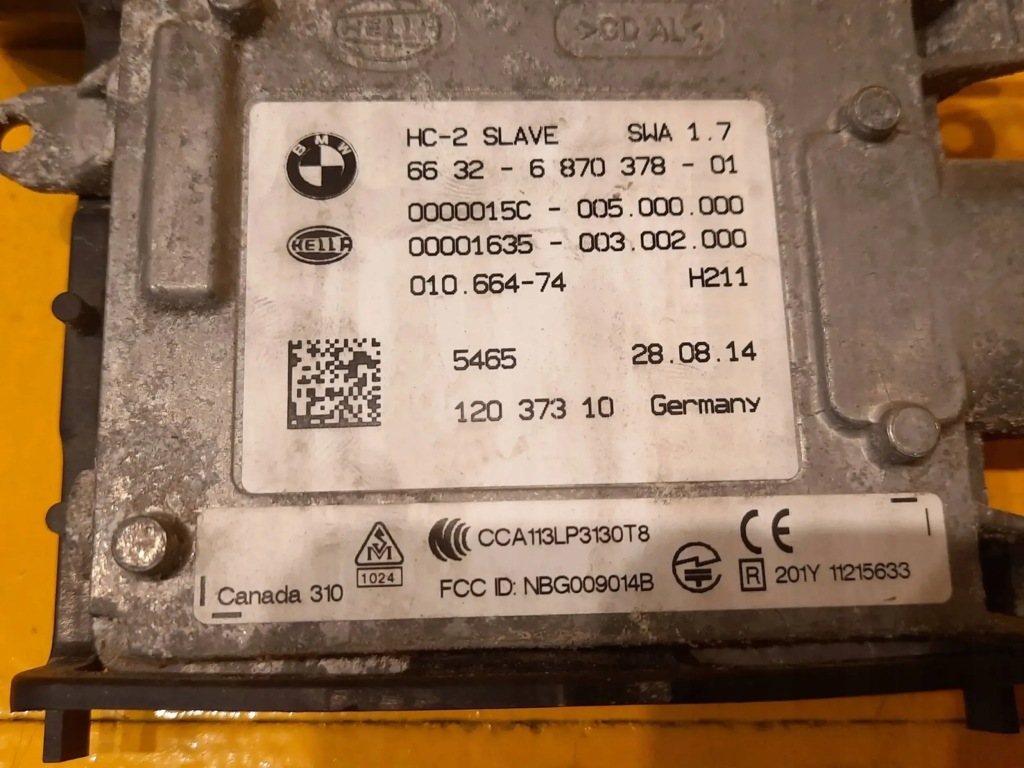 HELLA
>GD AL<
BMW
HC-2 SLAVE SWA 1.7
66 32 - 6 870 378 - 01
0000015C - 005.000.000
HELLA
00001635 - 003.002.000
010.664-74 H211
5465 28.08.14
120 373 10 Germany
Canada 310
1024
CCA113LP3130T8
FCC ID: NBG009014B
CE
R 201Y 11215633